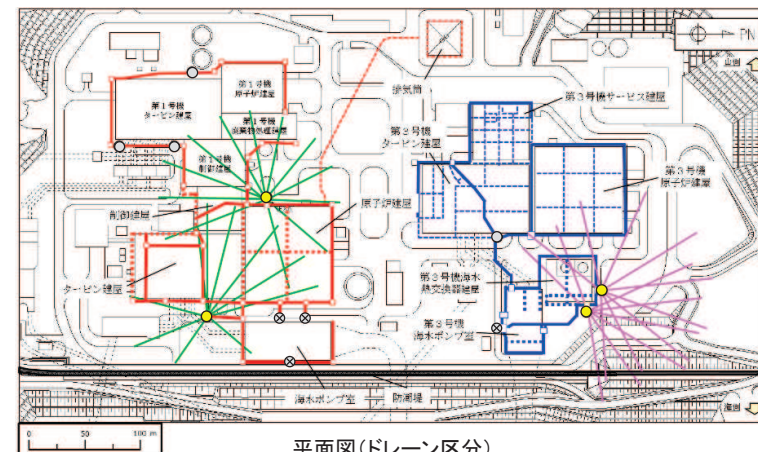 PN
山側
排気筒
第3号機サービス建屋
第1号機
原子炉建屋
第1号機
タービン建屋
第1号機
廃棄物処理建屋
第3号機
タービン建屋
第1号機
制御建屋
第3号機
原子炉建屋
制御建屋
原子炉建屋
第3号機海水
熱交換器建屋
タービン建屋
第3号機
海水ポンプ室
海水ポンプ室
防潮堤
海側
0 50 100 m
平面図(ドレーン区分)